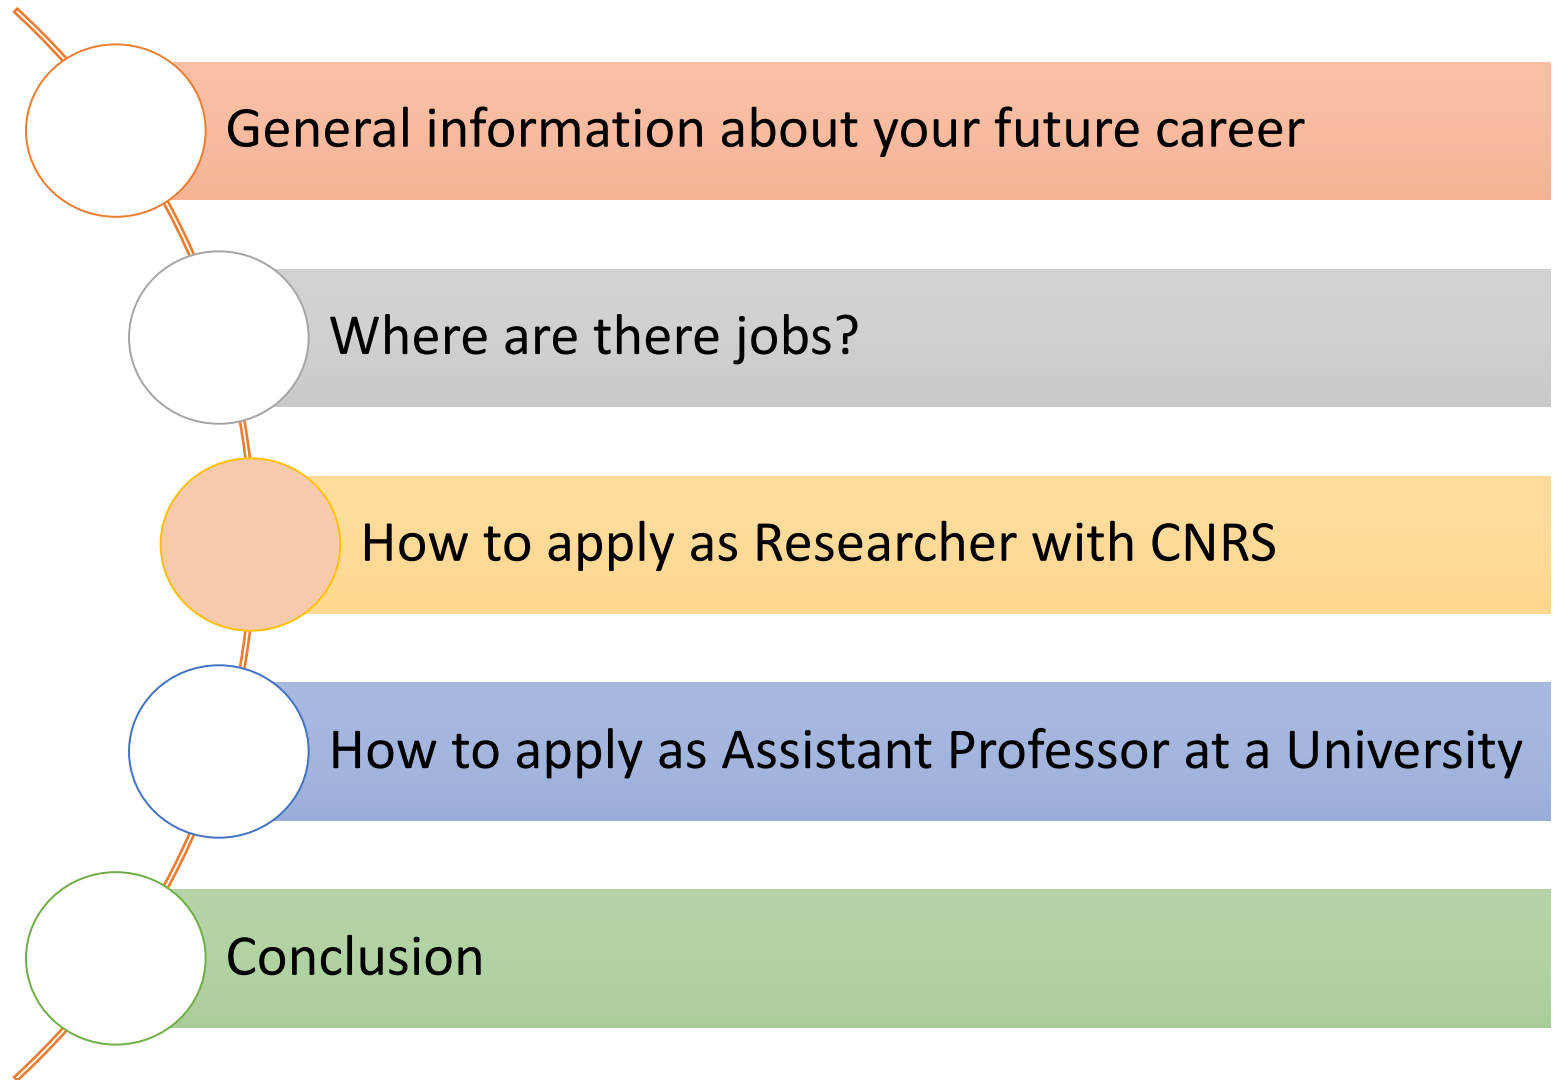 General information about your future career
Where are there jobs?
How to apply as Researcher with CNRS
How to apply as Assistant Professor at a University
Conclusion